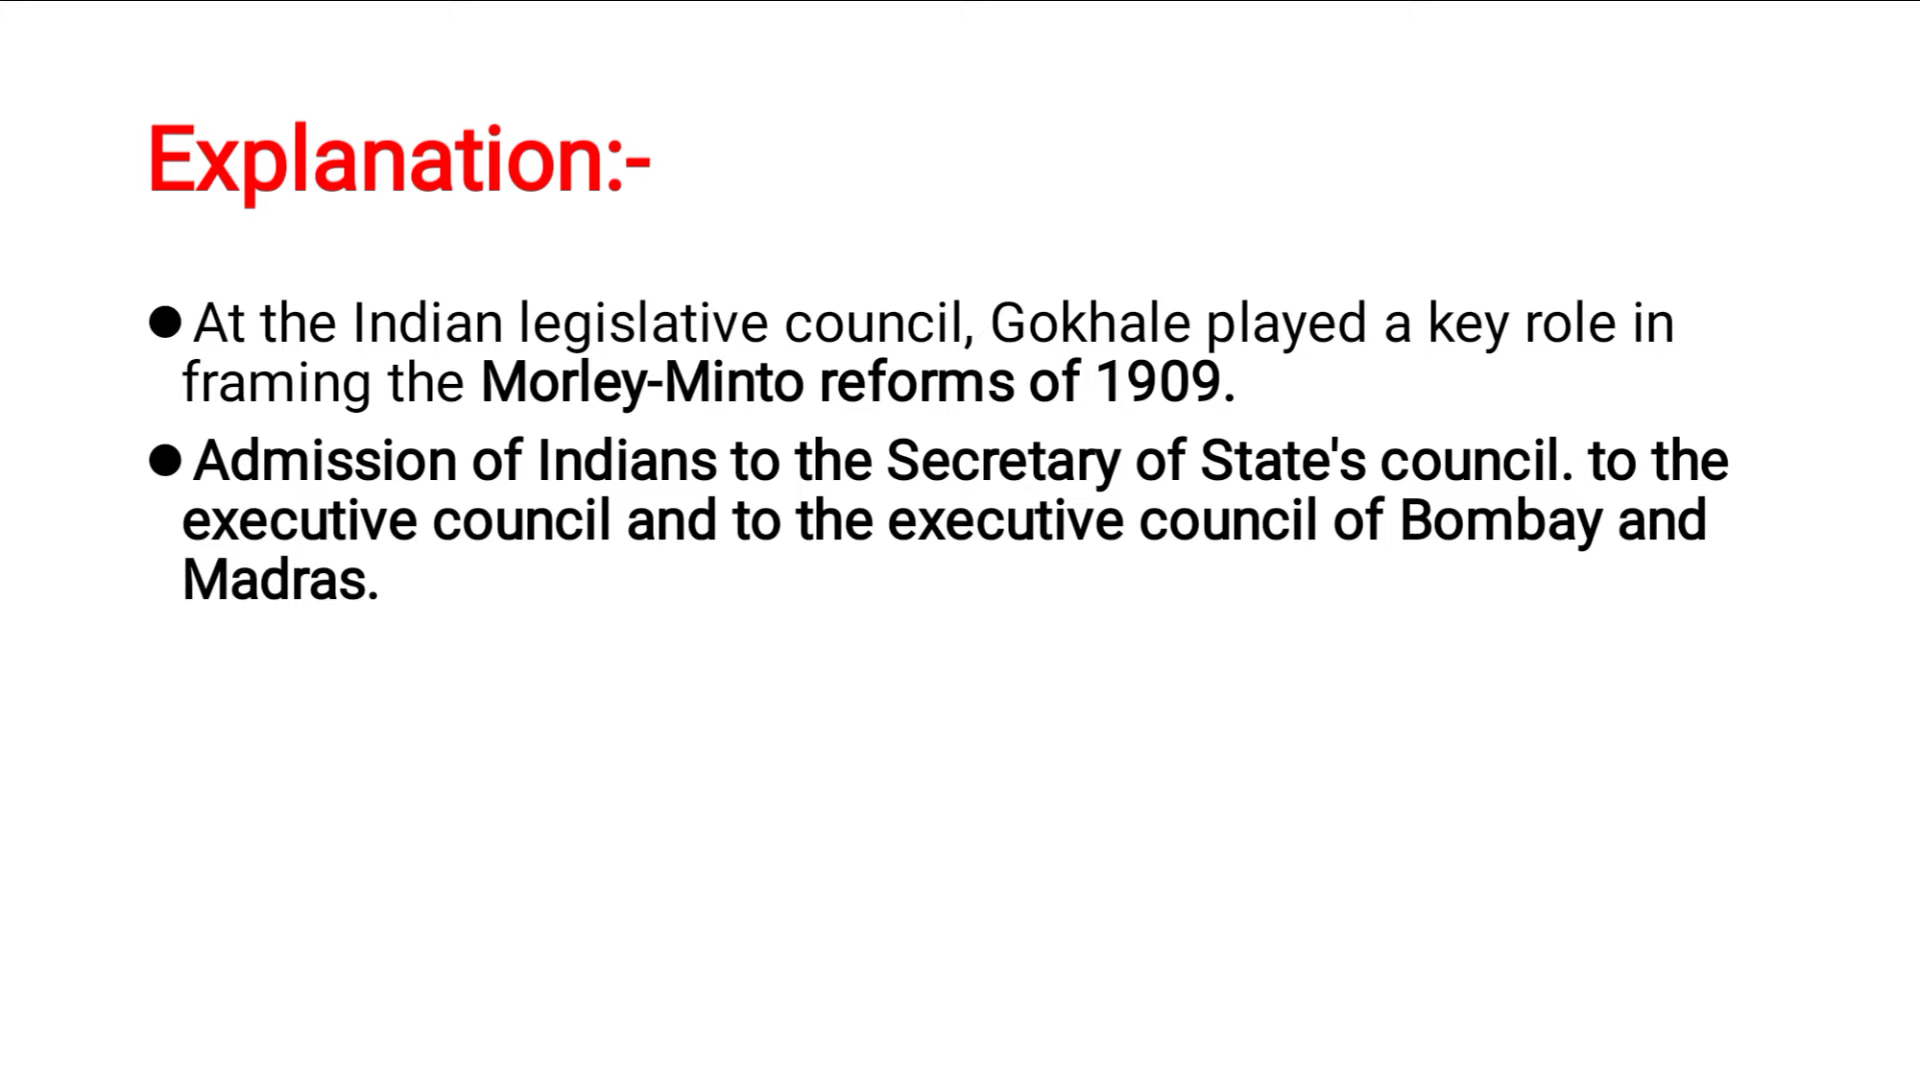 Explanation:-
●At the Indian legislative council, Gokhale played a key role in
framing the Morley-Minto reforms of 1909.
●Admission of Indians to the Secretary of State's council. to the
executive council and to the executive council of Bombay and
Madras.